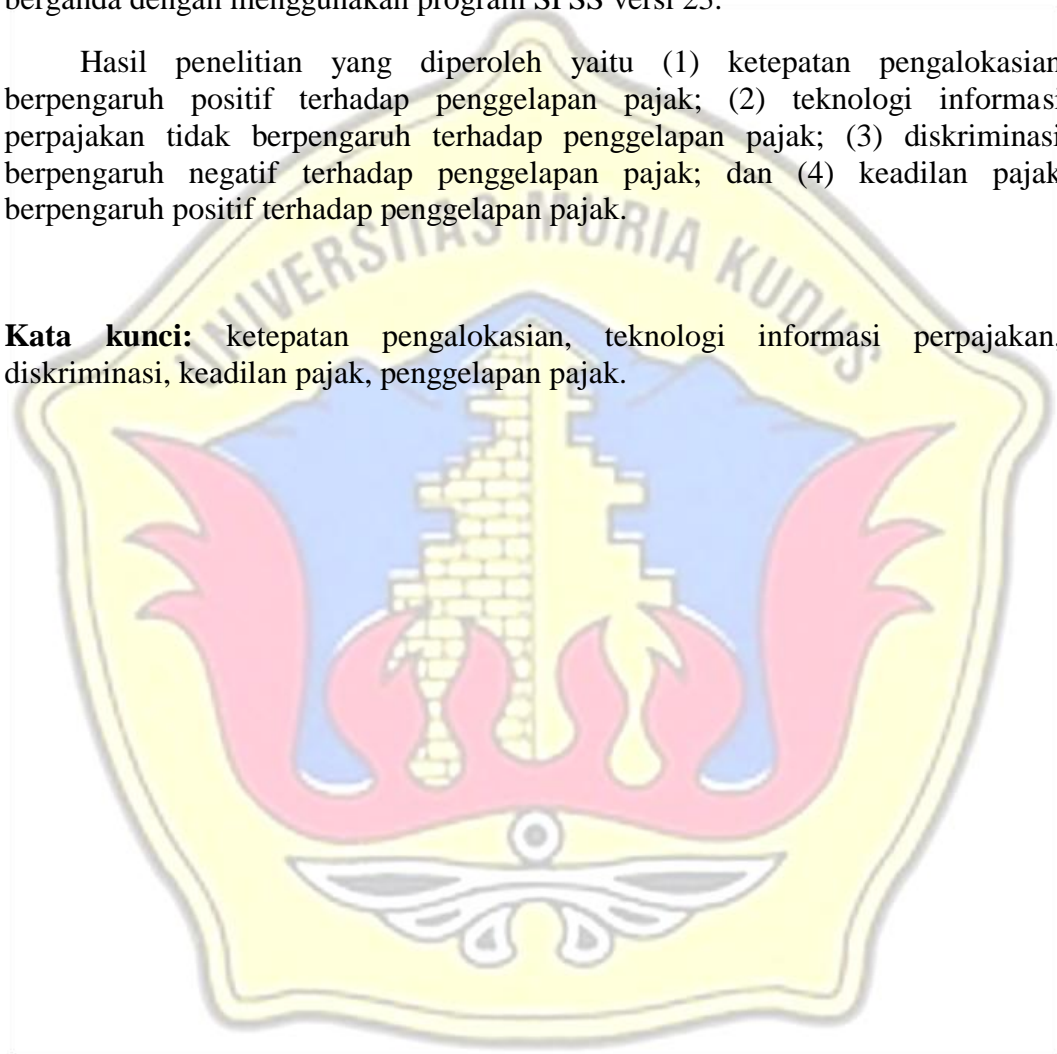 berganda dengan menggunakan program SPSS versi 25.
Hasil penelitian yang diperoleh yaitu (1) ketepatan pengalokasian
berpengaruh positif terhadap penggelapan pajak; (2) teknologi informasi
perpajakan tidak berpengaruh terhadap penggelapan pajak; (3) diskriminasi
berpengaruh negatif terhadap penggelapan pajak; dan (4) keadilan pajak
berpengaruh positif terhadap penggelapan pajak.
UNIVERSITAS MURIA KUDUS
Kata kunci: ketepatan pengalokasian, teknologi informasi perpajakan,
diskriminasi, keadilan pajak, penggelapan pajak.